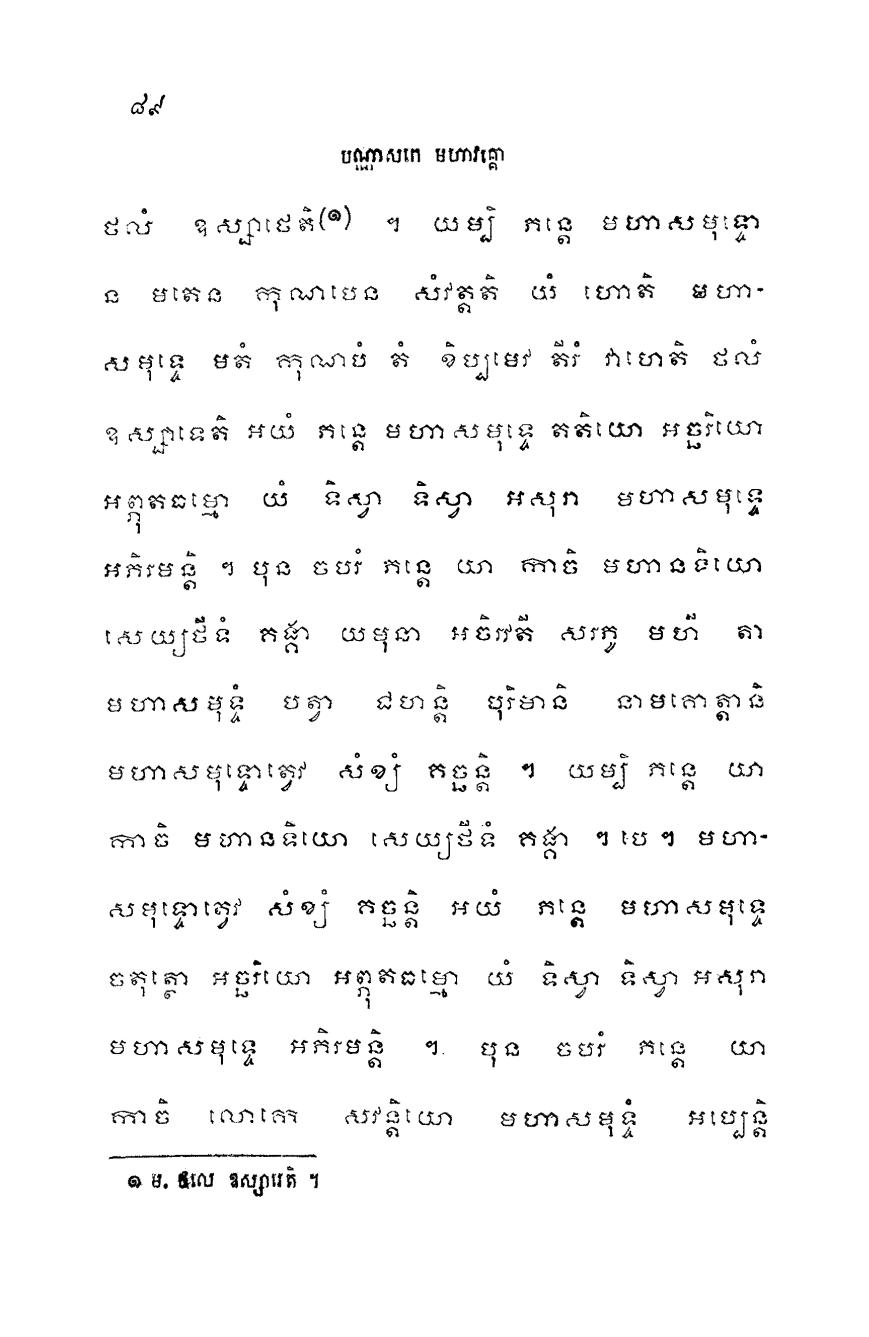 ៨៩
បណ្ណាសកេ មហាវគ្គោ
ថលំ ឧស្សាទេតិ(១) ។ យម្បិ ភន្តេ មហាសមុទ្ទោ
ន មតេន កុណបេន សំវត្តតិ យំ ហោតិ មហា-
សមុទ្ទេ មតំ កុណបំ តំ ខិប្បមេវ តីរំ វាហេតិ ថលំ
ឧស្សាទេតិ អយំ ភន្តេ មហាសមុទ្ទេ តតិយោ អច្ឆរិយោ
អព្ភុតធម្មោ យំ ទិស្វា ទិស្វា អសុរា មហាសមុទ្ទេ
អភិរមន្តិ ។ បុន ចបរំ ភន្តេ យា កាចិ មហានទិយោ
សេយ្យថីទំ គង្គា យមុនា អចិរវតី សរភូ មហី តា
មហាសមុទ្ទំ បត្វា ជហន្តិ បុរិមានិ នាមគោត្តានិ
មហាសមុទ្ទោត្វេវ សំខ្យំ គច្ឆន្តិ ។ យម្បិ ភន្តេ យា
កាចិ មហានទិយោ សេយ្យថីទំ គង្គា ។ បេ ។ មហា-
សមុទ្ទោត្វេវ សំខ្យំ គច្ឆន្តិ អយំ ភន្តេ មហាសមុទ្ទេ
ចតុត្ថោ អច្ឆរិយោ អព្ភុតធម្មោ យំ ទិស្វា ទិស្វា អសុរា
មហាសមុទ្ទេ អភិរមន្តិ ។ បុន ចបរំ ភន្តេ យា
កាចិ លោកេ សវន្តិយោ មហាសមុទ្ទំ អប្បេន្តិ
១ ម. ថលេ ឧស្សារេតិ ។